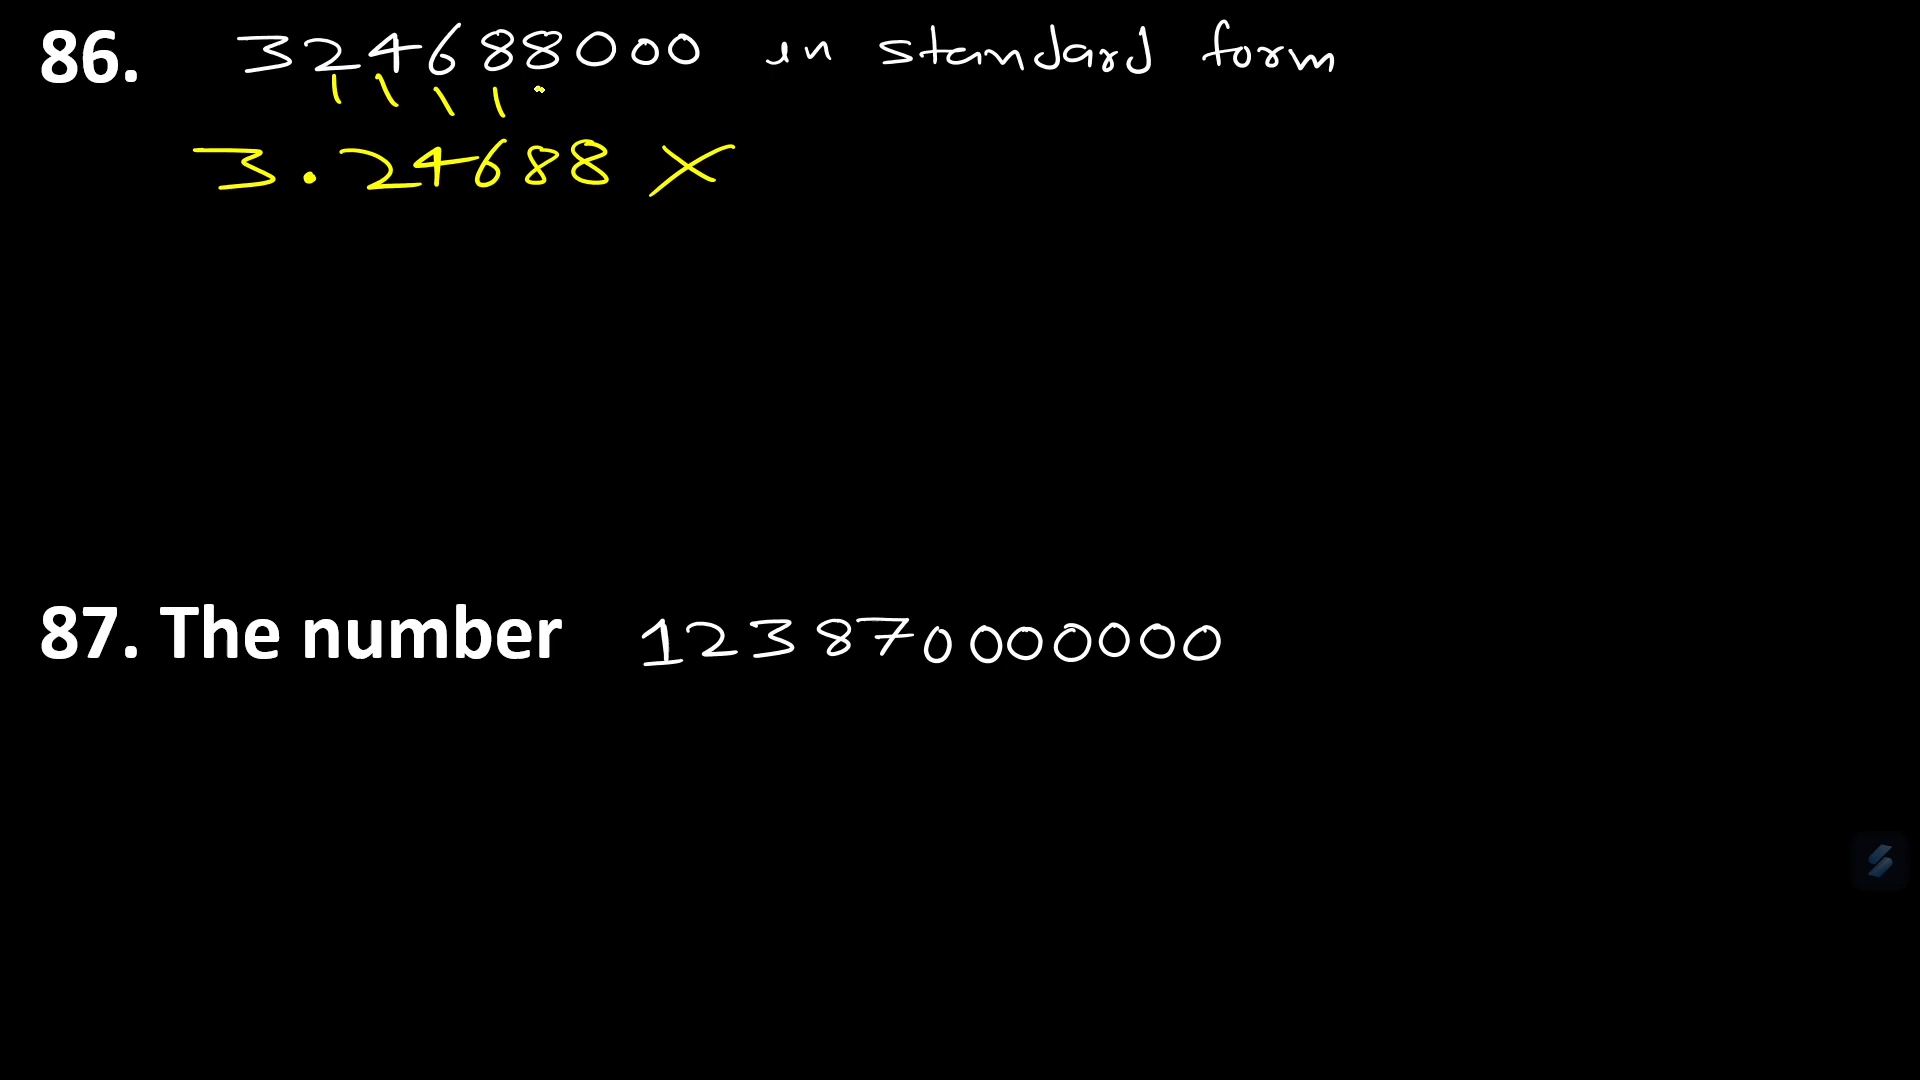 86. 324688000 in standard form
3.24688 ×
87. The number 123870000000